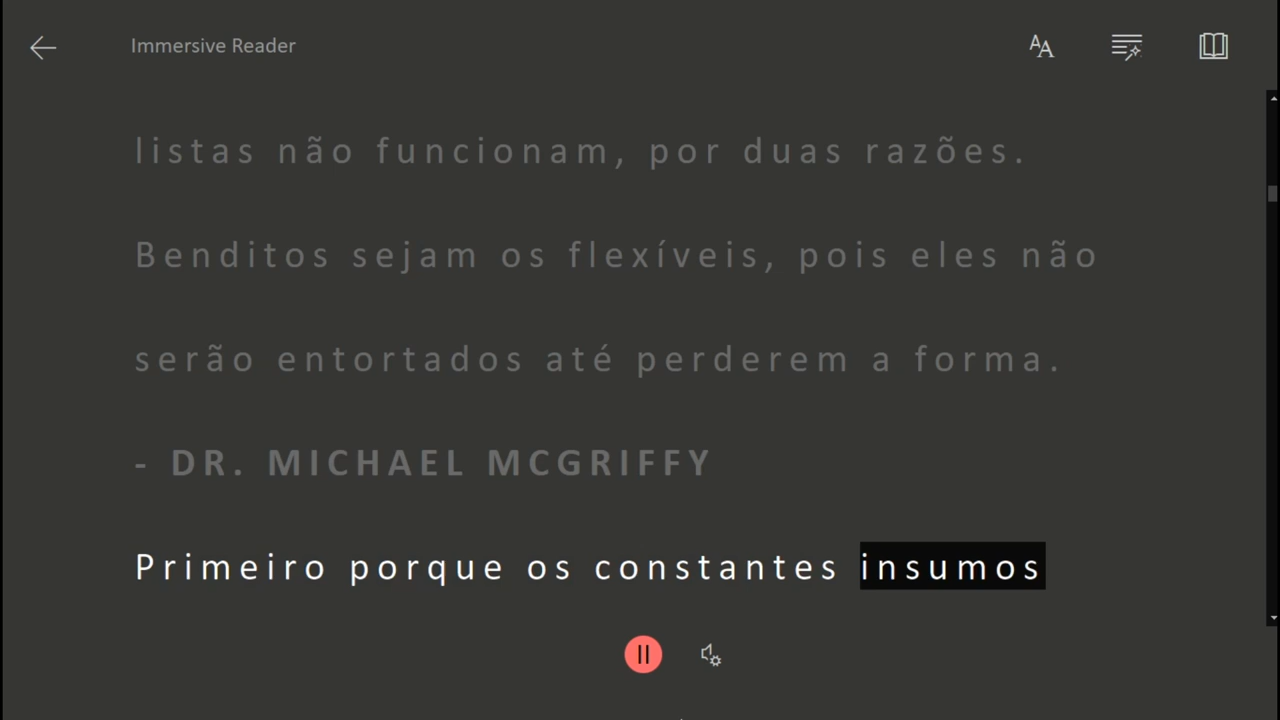 Immersive Reader
listas não funcionam, por duas razões.
Benditos sejam os flexíveis, pois eles não
serão entortados até perderem a forma.
- DR. MICHAEL MCGRIFFY
Primeiro porque os constantes insumos